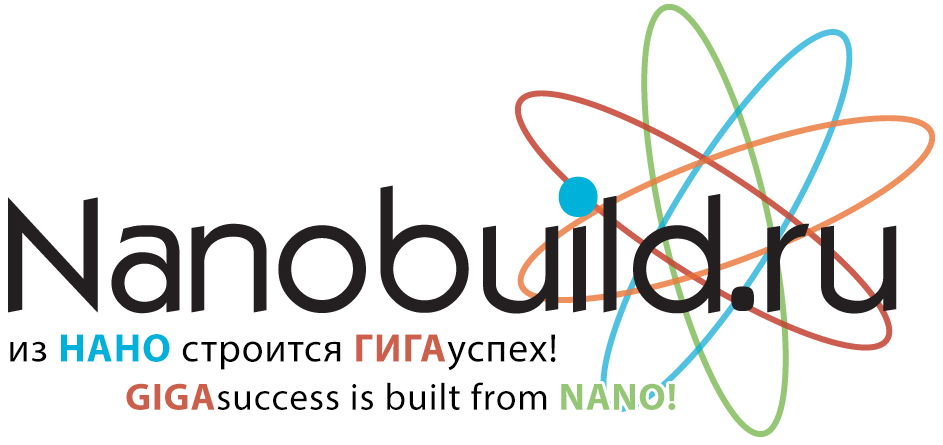 Nanobuild.ru
из НАНО строится ГИГАуспех!
GIGAsuccess is built from NANO!